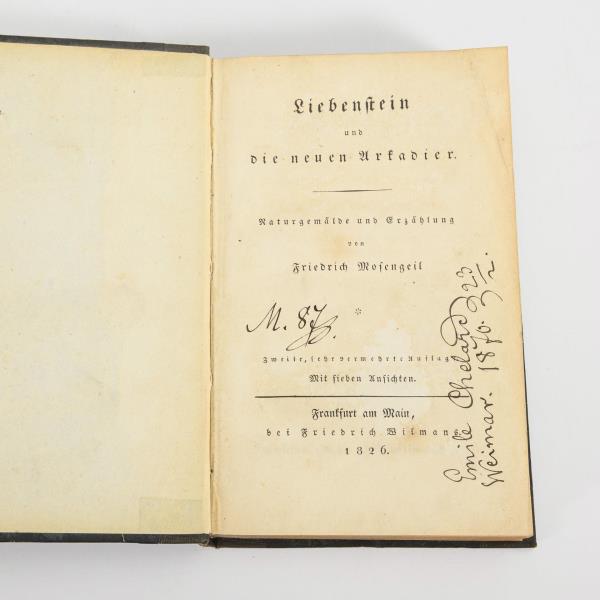 Liebenstein
und
die neuen Arkadier.
Naturgemälde und Erzählung
von
Friedrich Mosengeil
M. 87
*
Zweite, sehr vermehrte Auflag
Mit sieben Ansichten.
Frankfurt am Main,
bei Friedrich Wilmans
1826.
Emile Chelard
Weimar. 1870.